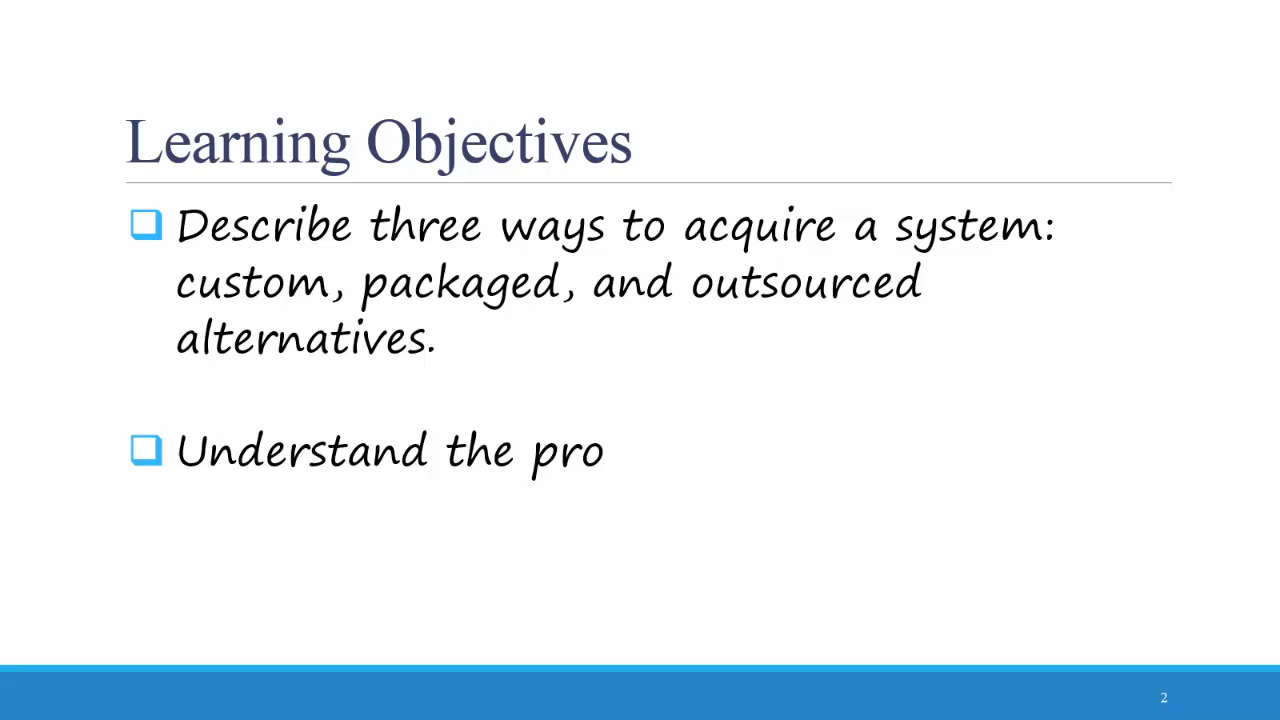 Learning Objectives
Describe three ways to acquire a system:
custom, packaged, and outsourced
alternatives.
Understand the pro
2